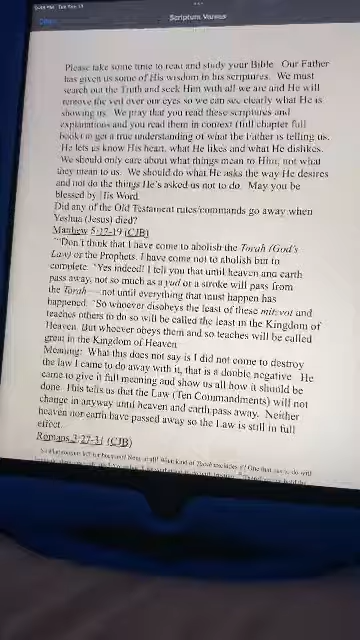 Scripture Verses
Please take some time to read and study your Bible. Our Father
has given us some of His wisdom in his scriptures. We must
search out the Truth and seek Him with all we are and He will
remove the veil over our eyes so we can see clearly what He is
showing us. We pray that you read these scriptures and
explanations and you read them in context (full chapter full
book) to get a true understanding of what the Father is telling us.
He lets us know His heart, what He likes and what He dislikes.
We should only care about what things mean to Him, not what
they mean to us. We should do what He asks the way He desires
and not do the things He's asked us not to do. May you be
blessed by His Word.
Did any of the Old Testament rules/commands go away when
Yeshua (Jesus) died?
Matthew 5:17-19 (CJB)
"Don't think that I have come to abolish the Torah (God's
Law) or the Prophets. I have come not to abolish but to
complete. Yes indeed! I tell you that until heaven and earth
pass away, not so much as a yud or a stroke will pass from
the Torah — not until everything that must happen has
happened. So whoever disobeys the least of these mitzvot and
teaches others to do so will be called the least in the Kingdom of
Heaven. But whoever obeys them and so teaches will be called
great in the Kingdom of Heaven.
Meaning: What this does not say is I did not come to destroy
the law I came to do away with it, that is a double negative. He
came to give it full meaning and show us all how it should be
done. This tells us that the Law (Ten Commandments) will not
change in anyway until heaven and earth pass away. Neither
heaven nor earth have passed away so the Law is still in full
effect.
Romans 3:27-31 (CJB)